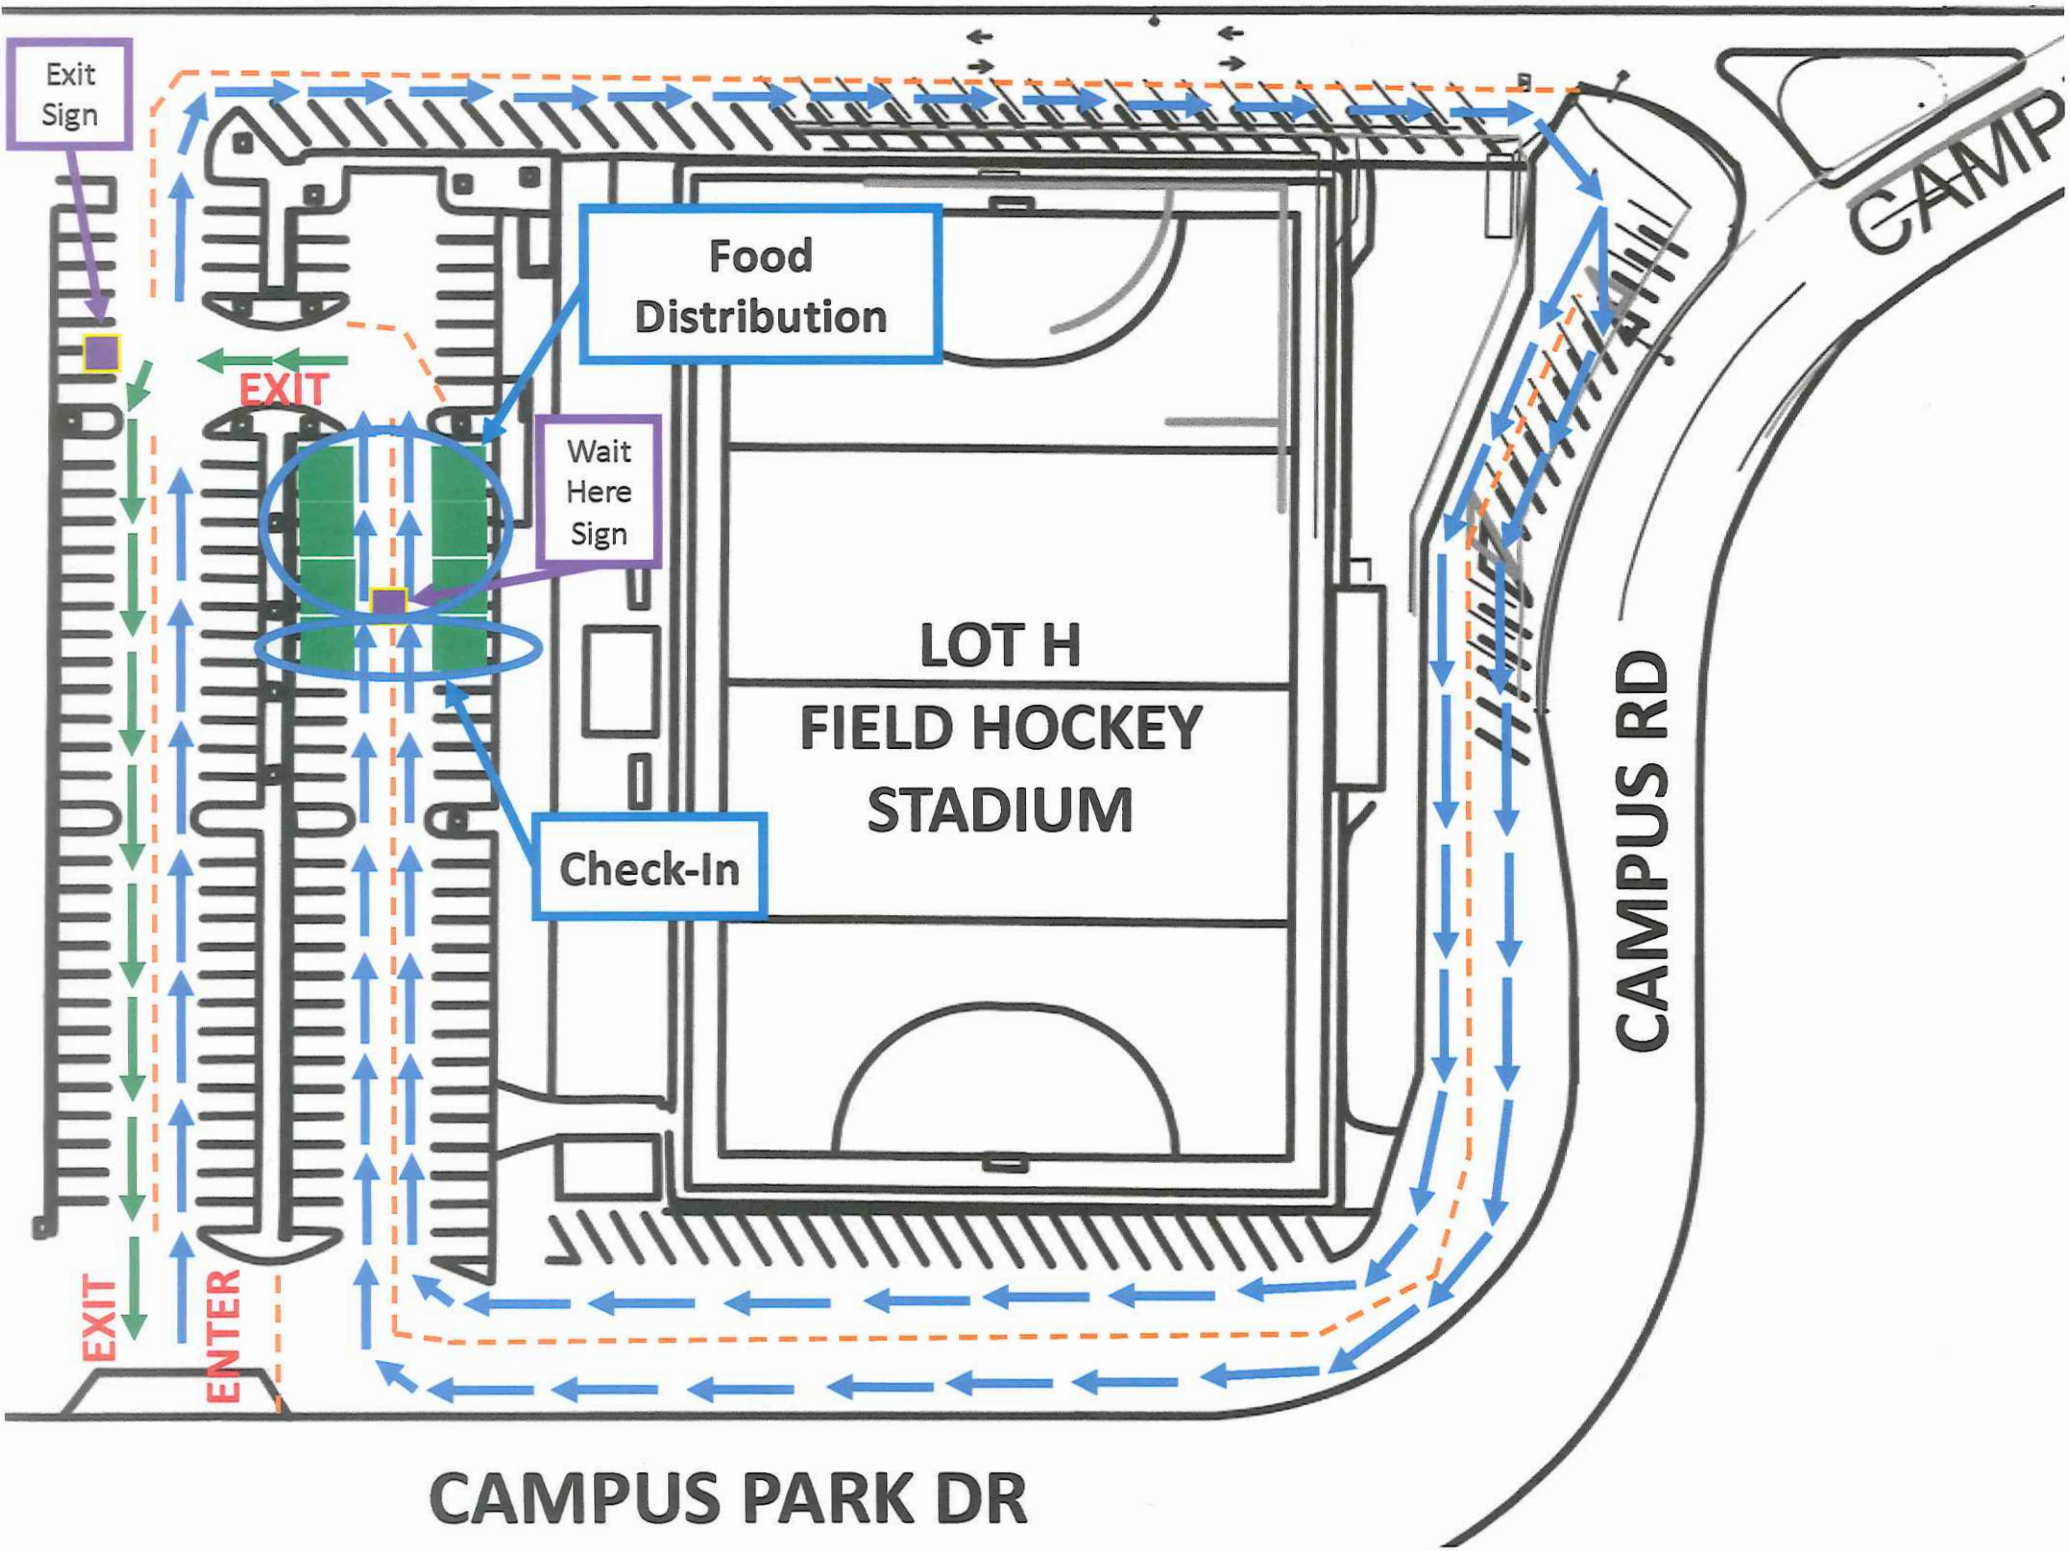 Exit
Sign
CAMP
Food
Distribution
EXIT
Wait
Here
Sign
LOT H
FIELD HOCKEY
STADIUM
CAMPUS RD
Check-In
EXIT
ENTER
CAMPUS PARK DR